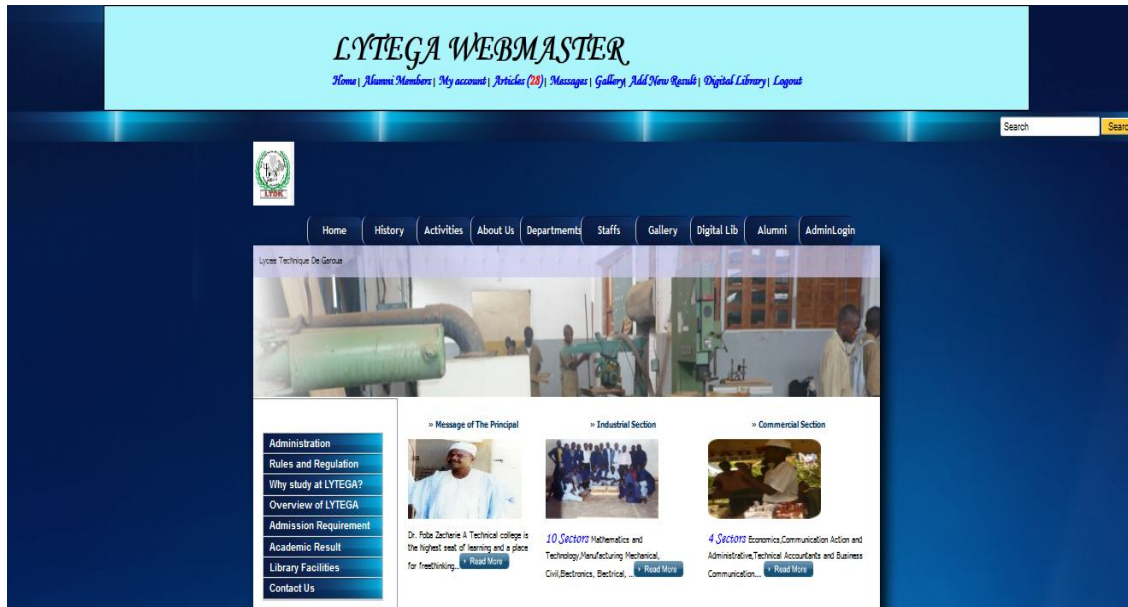 LYTEGA WEBMASTER
Home | Alumni Members | My account | Articles (28) | Messages | Gallery| Add New Result | Digital Library | Logout
Search Searc
LTDK
Home History Activities About Us Departmemts Staffs Gallery Digital Lib Alumni AdminLogin
Lycee Technique De Garoua
Administration
Rules and Regulation
Why study at LYTEGA?
Overview of LYTEGA
Admission Requirement
Academic Result
Library Facilities
Contact Us
» Message of The Principal
Dr. Foba Zacharie A Technical college is
the highest seat of learning and a place
for freethinking... Read More
» Industrial Section
10 Sectors Mathematics and
Technology,Manufacturing Mechanical,
Civil,Electronics, Electrical, ... Read More
» Commercial Section
4 Sectors Economics,Communication Action and
Administrative,Technical Accountants and Business
Communication.... Read More